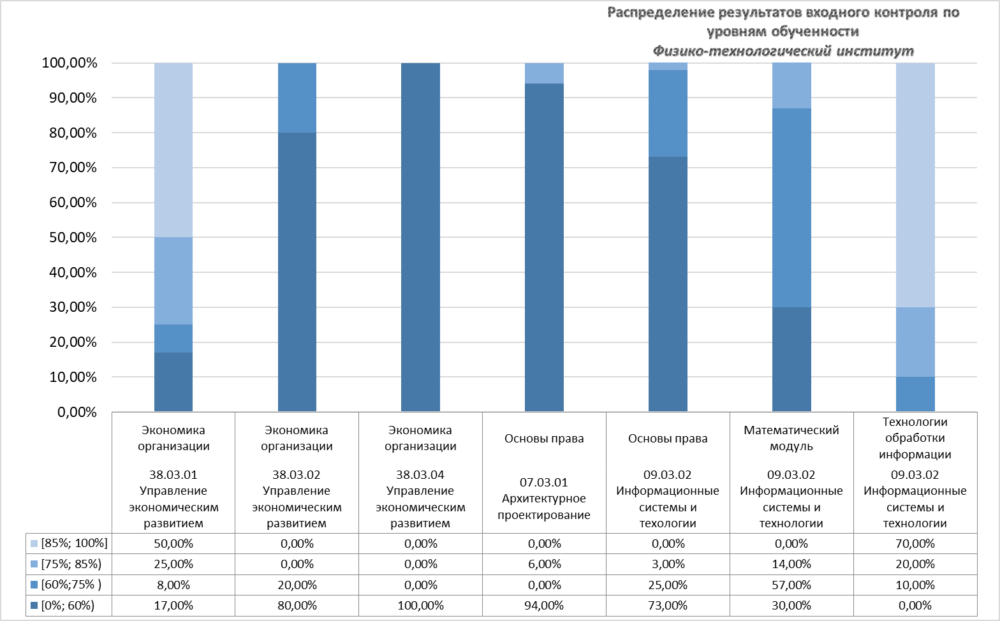 Распределение результатов входного контроля по
уровням обученности
Физико-технологический институт
100,00%
90,00%
80,00%
70,00%
60,00%
50,00%
40,00%
30,00%
20,00%
10,00%
0,00%
Экономика
организации
38.03.01
Управление
экономическим
развитием
Экономика
организации
38.03.02
Управление
экономическим
развитием
Экономика
организации
38.03.04
Управление
экономическим
развитием
Основы права
07.03.01
Архитектурное
проектирование
Основы права
09.03.02
Информационные
системы и
техологии
Математический
модуль
09.03.02
Информационные
системы и
технологии
Технологии
обработки
информации
09.03.02
Информационные
системы и
технологии
[85%; 100%] 50,00% 0,00% 0,00% 0,00% 0,00% 0,00% 70,00%
[75%; 85%) 25,00% 0,00% 0,00% 6,00% 3,00% 14,00% 20,00%
[60%;75% ) 8,00% 20,00% 0,00% 0,00% 25,00% 57,00% 10,00%
[0%; 60%) 17,00% 80,00% 100,00% 94,00% 73,00% 30,00% 0,00%